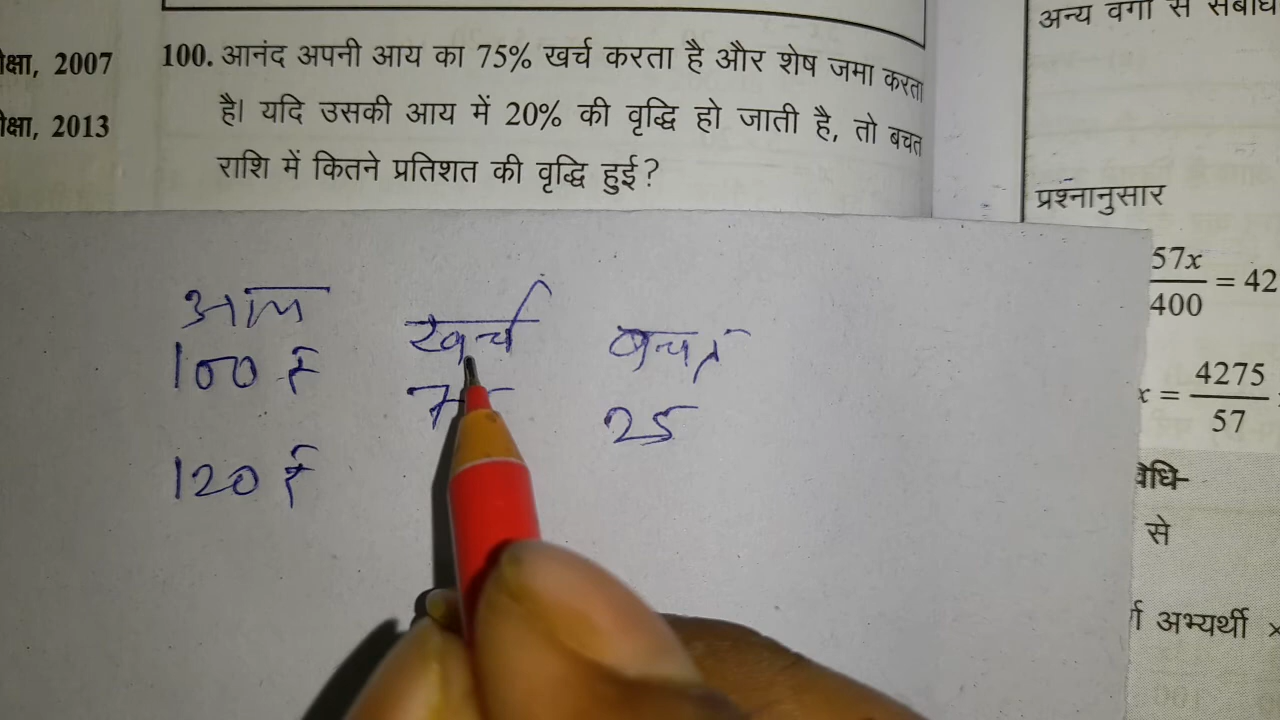 अन्य वर्गों से संबंधि
रीक्षा, 2007
रीक्षा, 2013
100. आनंद अपनी आय का 75% खर्च करता है और शेष जमा करता
है। यदि उसकी आय में 20% की वृद्धि हो जाती है, तो बचत
राशि में कितने प्रतिशत की वृद्धि हुई?
प्रश्नानुसार
57x
400
= 42
x =
4275
57
से
अभ्यर्थी ×
आय खर्च बचत
100 ₹ 75 25
120 ₹